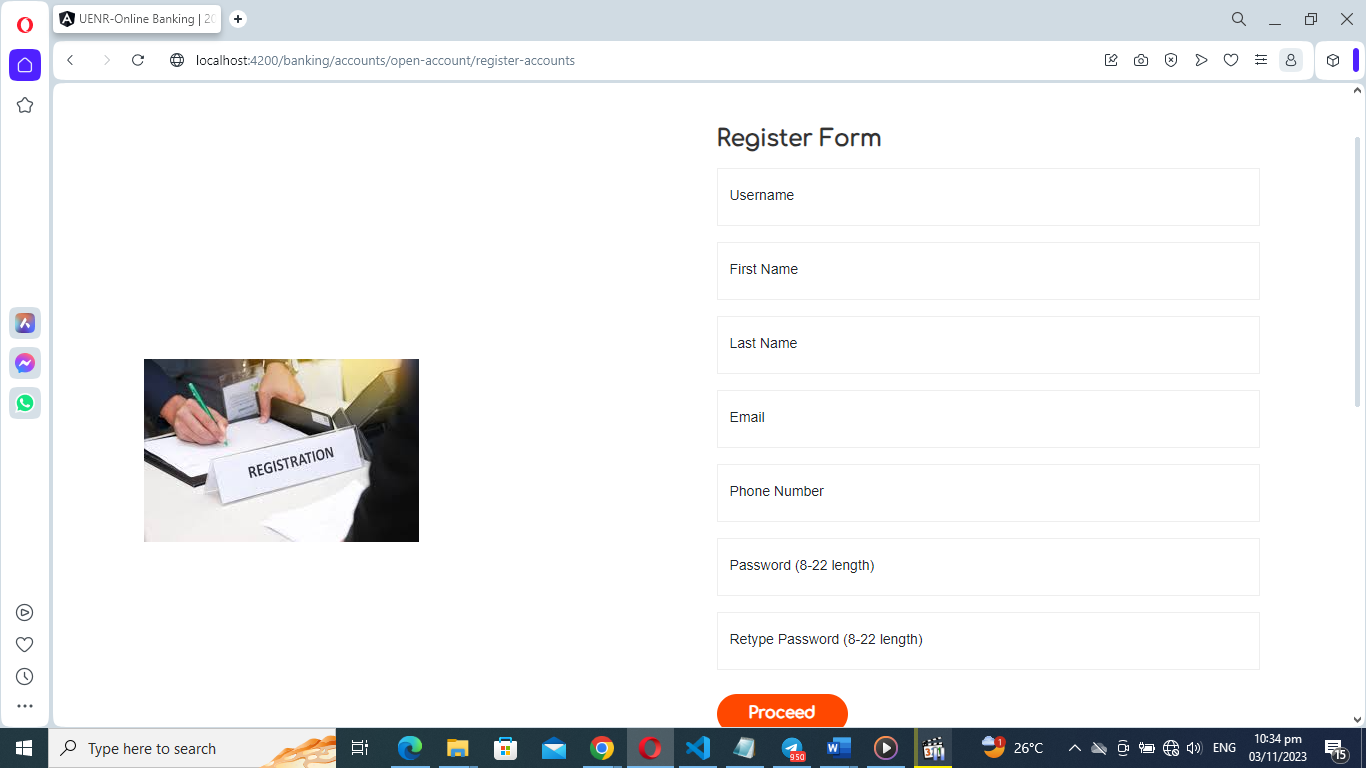 UENR-Online Banking | 20
localhost:4200/banking/accounts/open-account/register-accounts
Register Form
Username
First Name
Last Name
Email
Phone Number
Password (8-22 length)
Retype Password (8-22 length)
Proceed
REGISTRATION
Type here to search
950
1
26°C
ENG
10:34 pm
03/11/2023
15